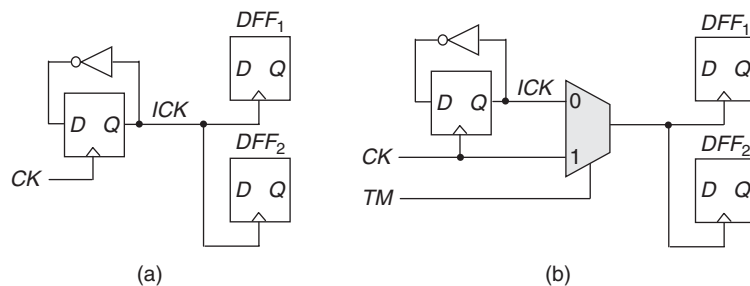 DFF1
D Q
D Q
ICK
DFF2
D Q
CK
(a)
DFF1
D Q
ICK
0
D Q
DFF2
CK
1
D Q
TM
(b)